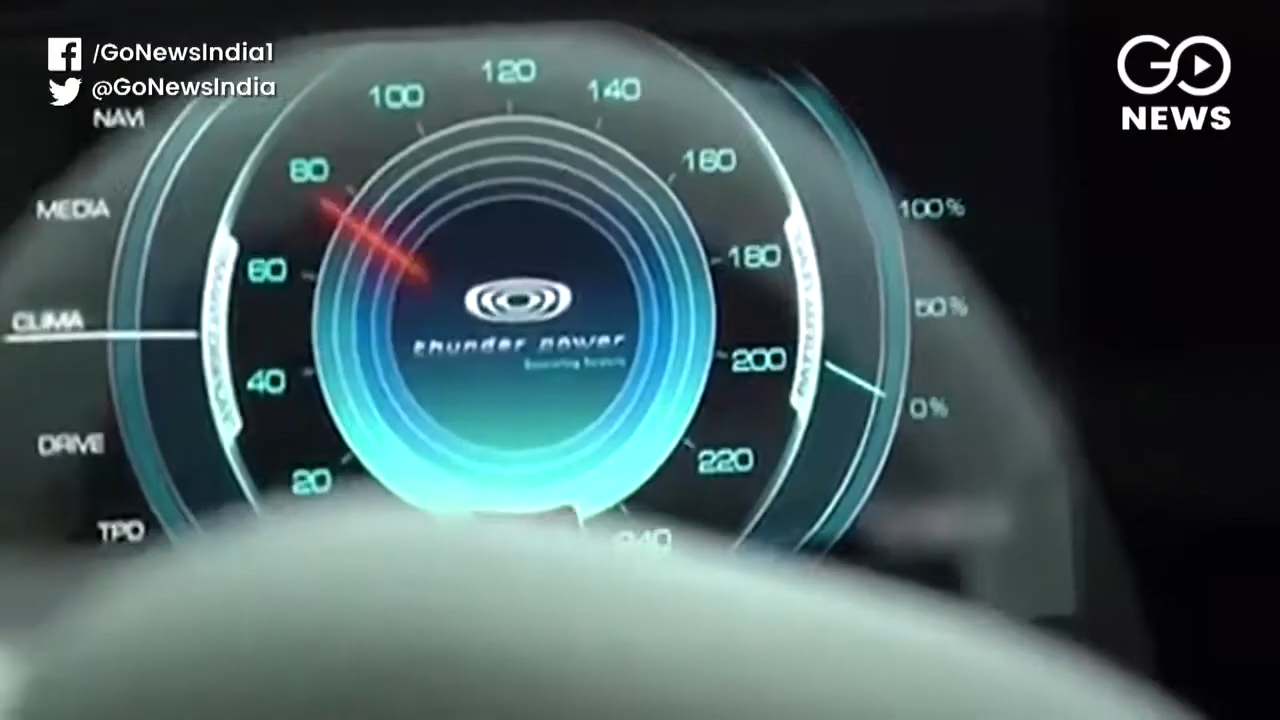 /GoNewsIndia1
@GoNewsIndia
GO
NEWS
NAVI
MEDIA
CLIMA
DRIVE
TPD
20
40
60
80
100
120
140
160
180
200
220
240
thunder power
100%
50%
0%